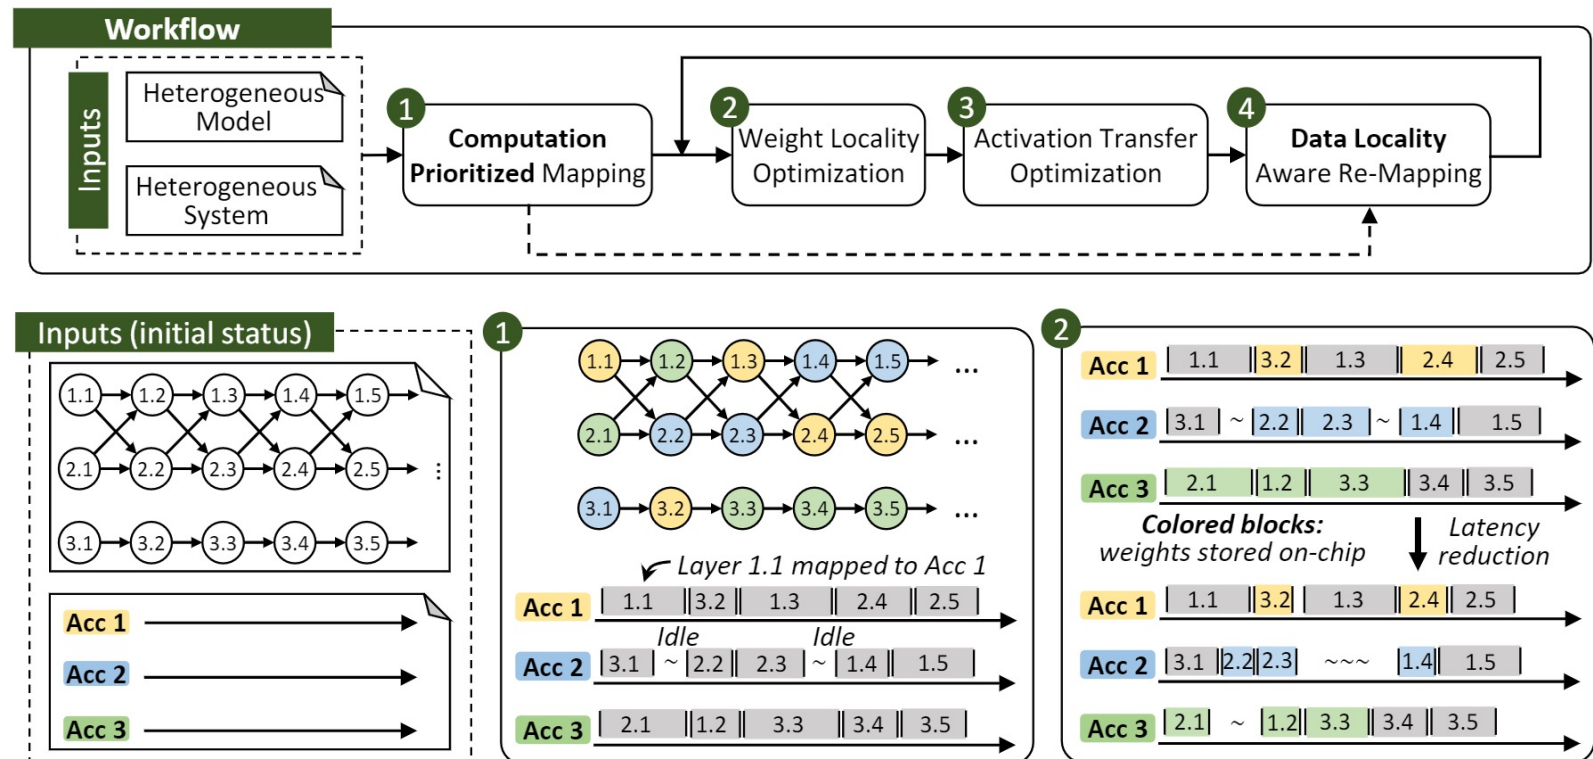 Workflow
Inputs
Heterogeneous
Model
Heterogeneous
System
1
Computation
Prioritized Mapping
2
Weight Locality
Optimization
3
Activation Transfer
Optimization
4
Data Locality
Aware Re-Mapping
Inputs (initial status)
1.1 1.2 1.3 1.4 1.5
2.1 2.2 2.3 2.4 2.5 ...
3.1 3.2 3.3 3.4 3.5
Acc 1
Acc 2
Acc 3
1
1.1 1.2 1.3 1.4 1.5 ...
2.1 2.2 2.3 2.4 2.5 ...
3.1 3.2 3.3 3.4 3.5 ...
Layer 1.1 mapped to Acc 1
Acc 1 1.1 3.2 1.3 2.4 2.5
Idle Idle
Acc 2 3.1 ~ 2.2 2.3 ~ 1.4 1.5
Acc 3 2.1 1.2 3.3 3.4 3.5
2
Acc 1 1.1 3.2 1.3 2.4 2.5
Acc 2 3.1 ~ 2.2 2.3 ~ 1.4 1.5
Acc 3 2.1 1.2 3.3 3.4 3.5
Colored blocks:
weights stored on-chip
Latency
reduction
Acc 1 1.1 3.2 1.3 2.4 2.5
Acc 2 3.1 2.2 2.3 ~~~ 1.4 1.5
Acc 3 2.1 ~ 1.2 3.3 3.4 3.5